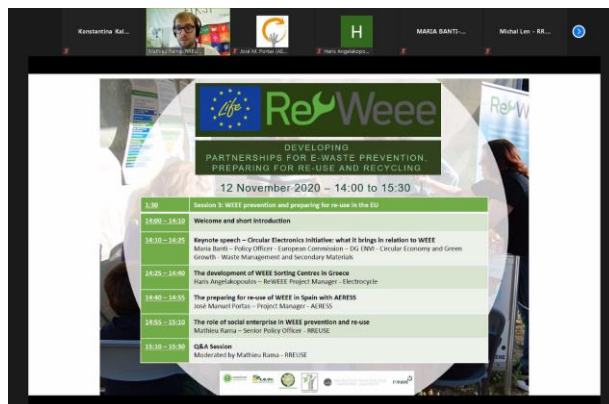 Konstantina Kal...
H
MARIA BANTI-...
Michal Len - RR...
Mathieu Rama (RREU...
José M. Portas (AE...
Haris Angelakopo...
Life
ReWeee
DEVELOPING
PARTNERSHIPS FOR E-WASTE PREVENTION,
PREPARING FOR RE-USE AND RECYCLING
12 November 2020 – 14:00 to 15:30
1:30 Session 3: WEEE prevention and preparing for re-use in the EU
14:00 – 14:10 Welcome and short introduction
14:10 – 14:25 Keynote speech – Circular Electronics Initiative: what it brings in relation to WEEE
Maria Banti – Policy Officer - European Commission – DG ENVI - Circular Economy and Green
Growth - Waste Management and Secondary Materials
14:25 – 14:40 The development of WEEE Sorting Centres in Greece
Haris Angelakopoulos – ReWEEE Project Manager - Electrocycle
14:40 – 14:55 The preparing for re-use of WEEE in Spain with AERESS
José Manuel Portas – Project Manager - AERESS
14:55 – 15:10 The role of social enterprise in WEEE prevention and re-use
Mathieu Rama – Senior Policy Officer - RREUSE
15:10 – 15:30 Q&A Session
Moderated by Mathieu Rama - RREUSE